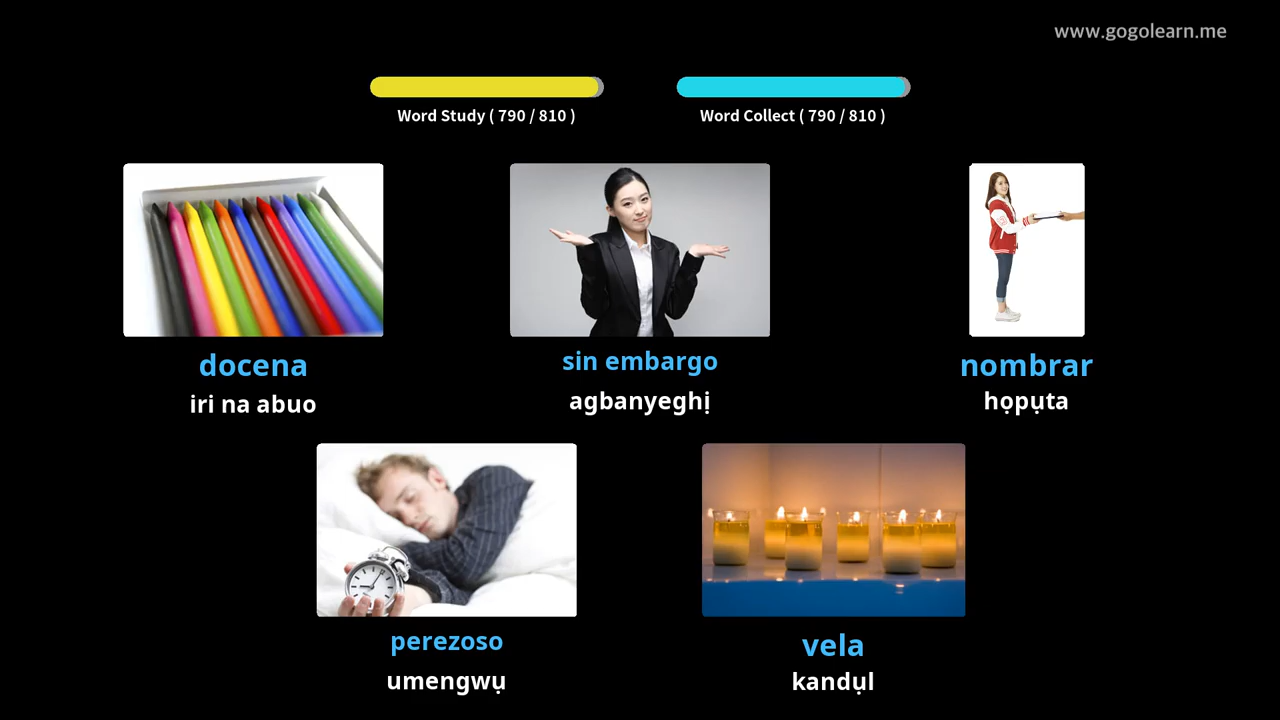 www.gogolearn.me
Word Study ( 790 / 810 )
Word Collect ( 790 / 810 )
docena
iri na abuo
sin embargo
agbanyeghị
nombrar
họpụta
perezoso
umengwụ
vela
kandụl